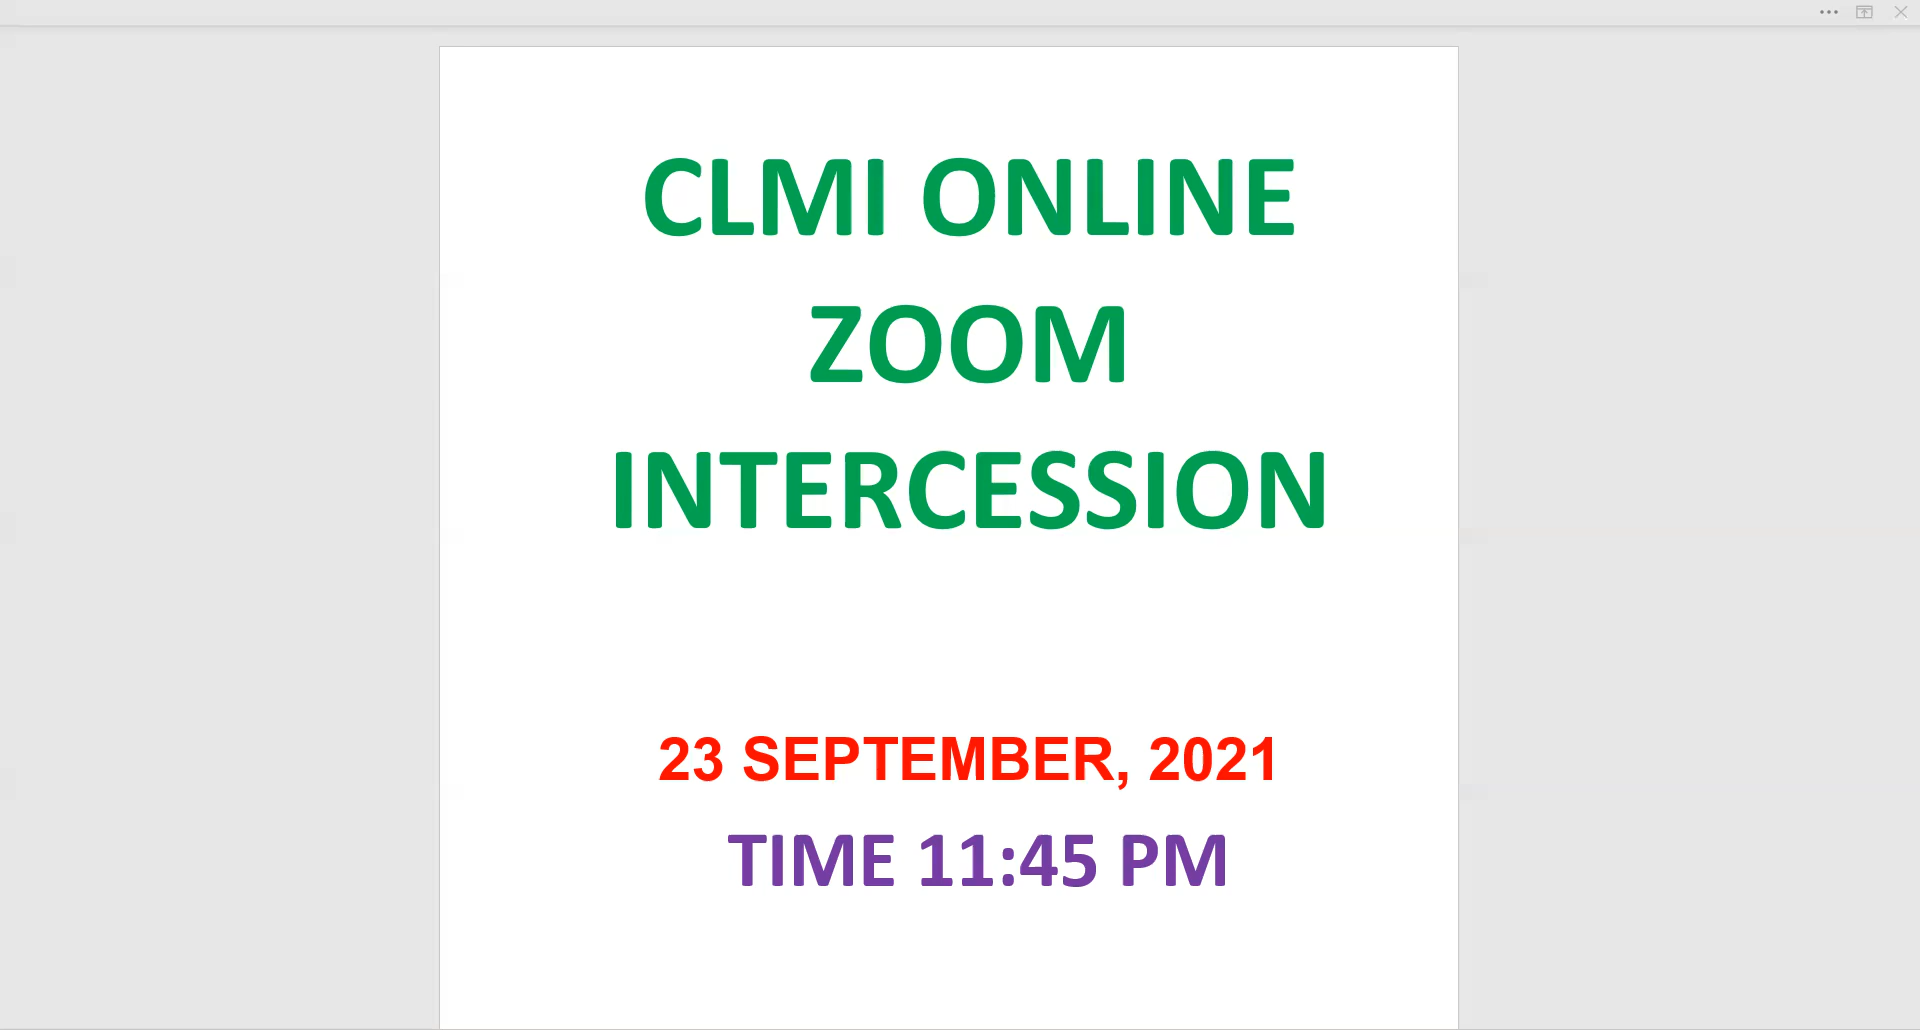 CLMI ONLINE
ZOOM
INTERCESSION
23 SEPTEMBER, 2021
TIME 11:45 PM